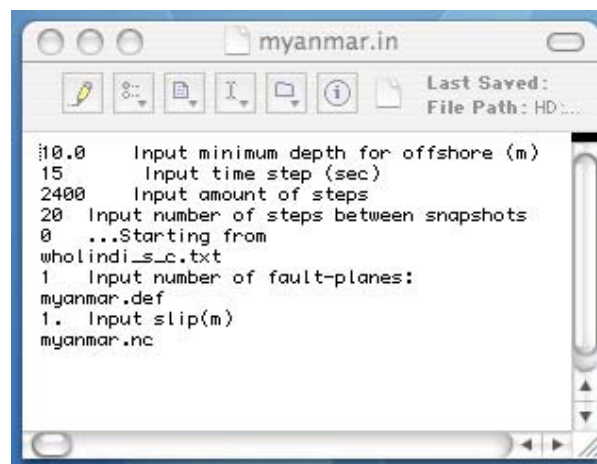 myanmar.in
Last Saved:
File Path: HD:...
10.0 Input minimum depth for offshore (m)
15 Input time step (sec)
2400 Input amount of steps
20 Input number of steps between snapshots
0 ...Starting from
wholindi_s_c.txt
1 Input number of fault-planes:
myanmar.def
1. Input slip(m)
myanmar.nc